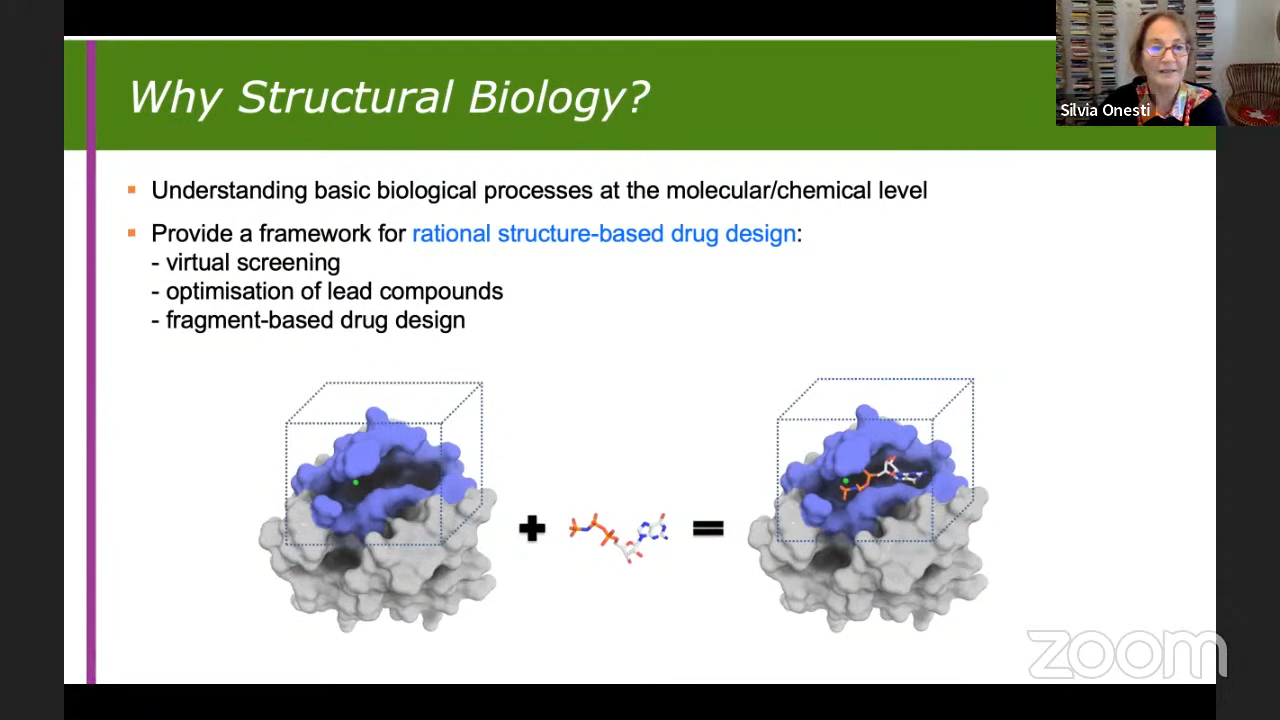 Why Structural Biology?
Silvia Onesti
▪ Understanding basic biological processes at the molecular/chemical level
▪ Provide a framework for rational structure-based drug design:
- virtual screening
- optimisation of lead compounds
- fragment-based drug design
zoom